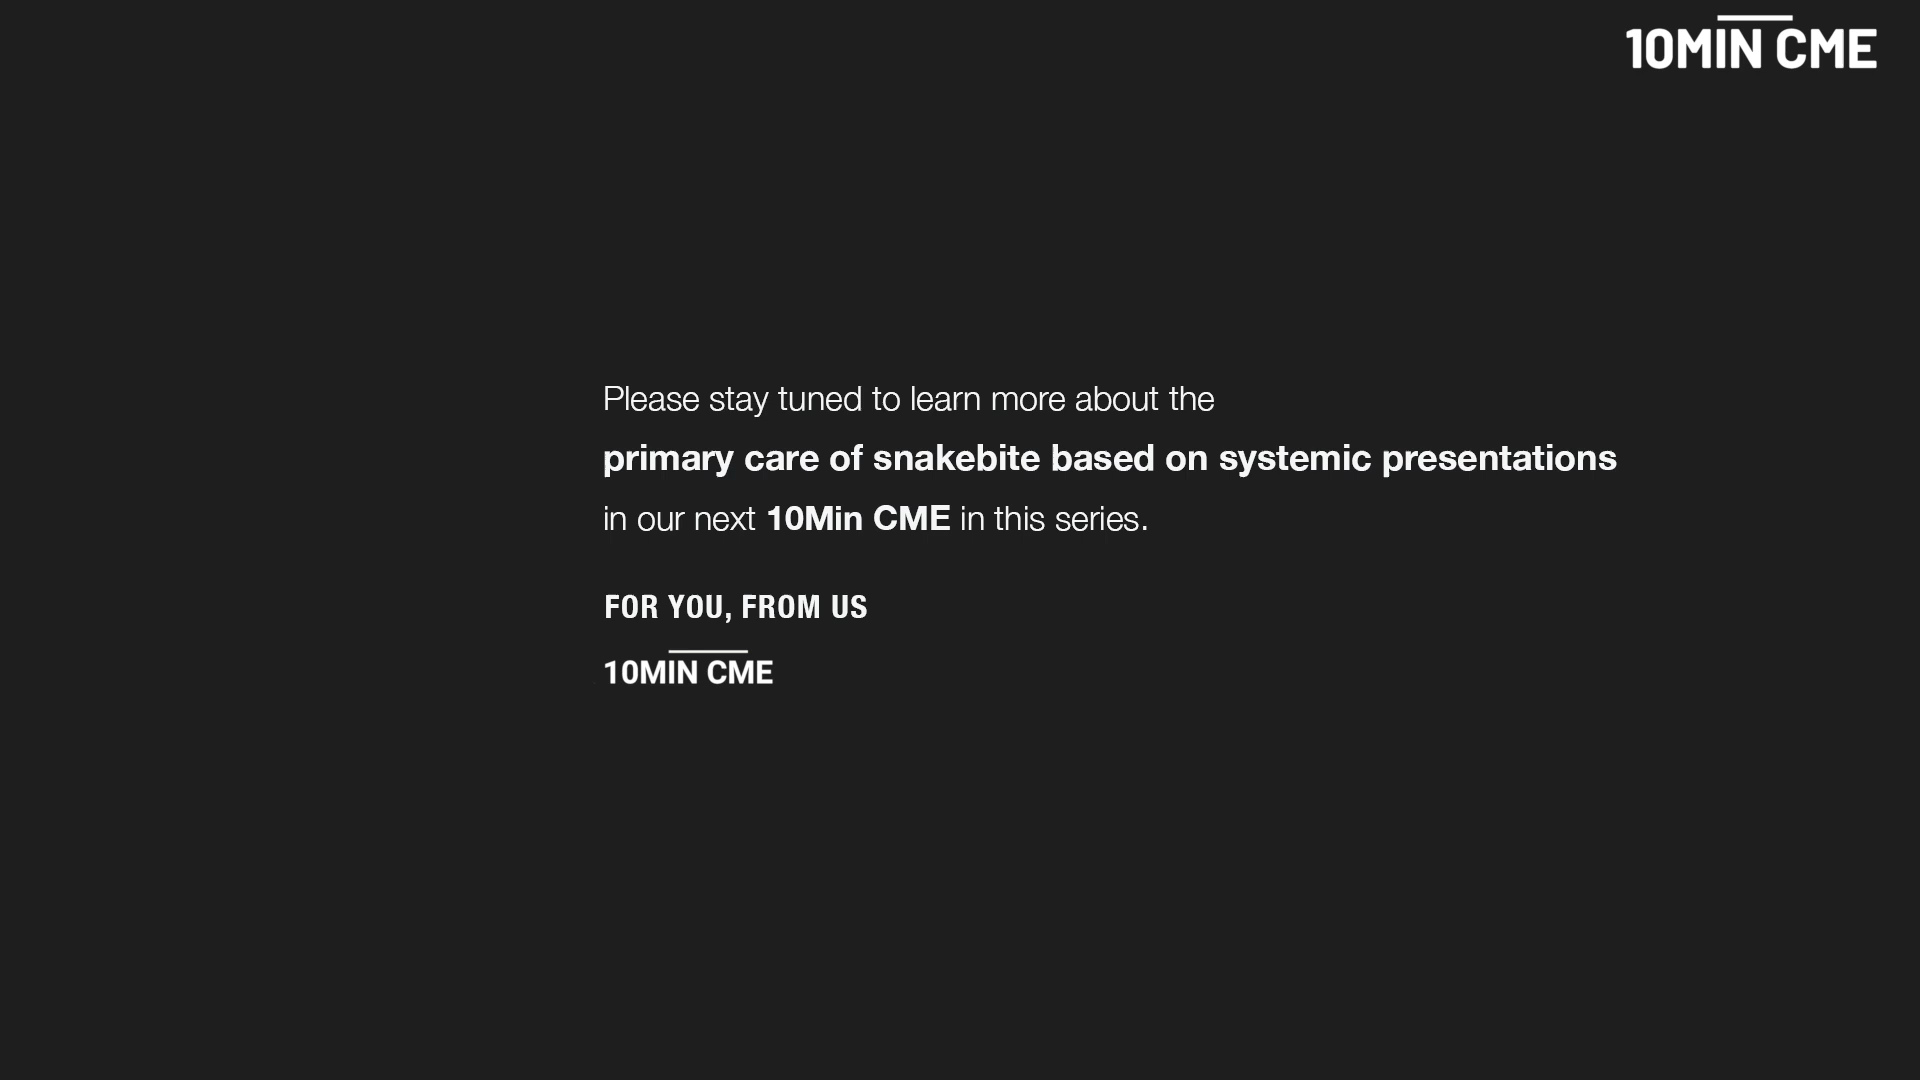 10MIN CME
Please stay tuned to learn more about the
primary care of snakebite based on systemic presentations
in our next 10Min CME in this series.
FOR YOU, FROM US
10MIN CME